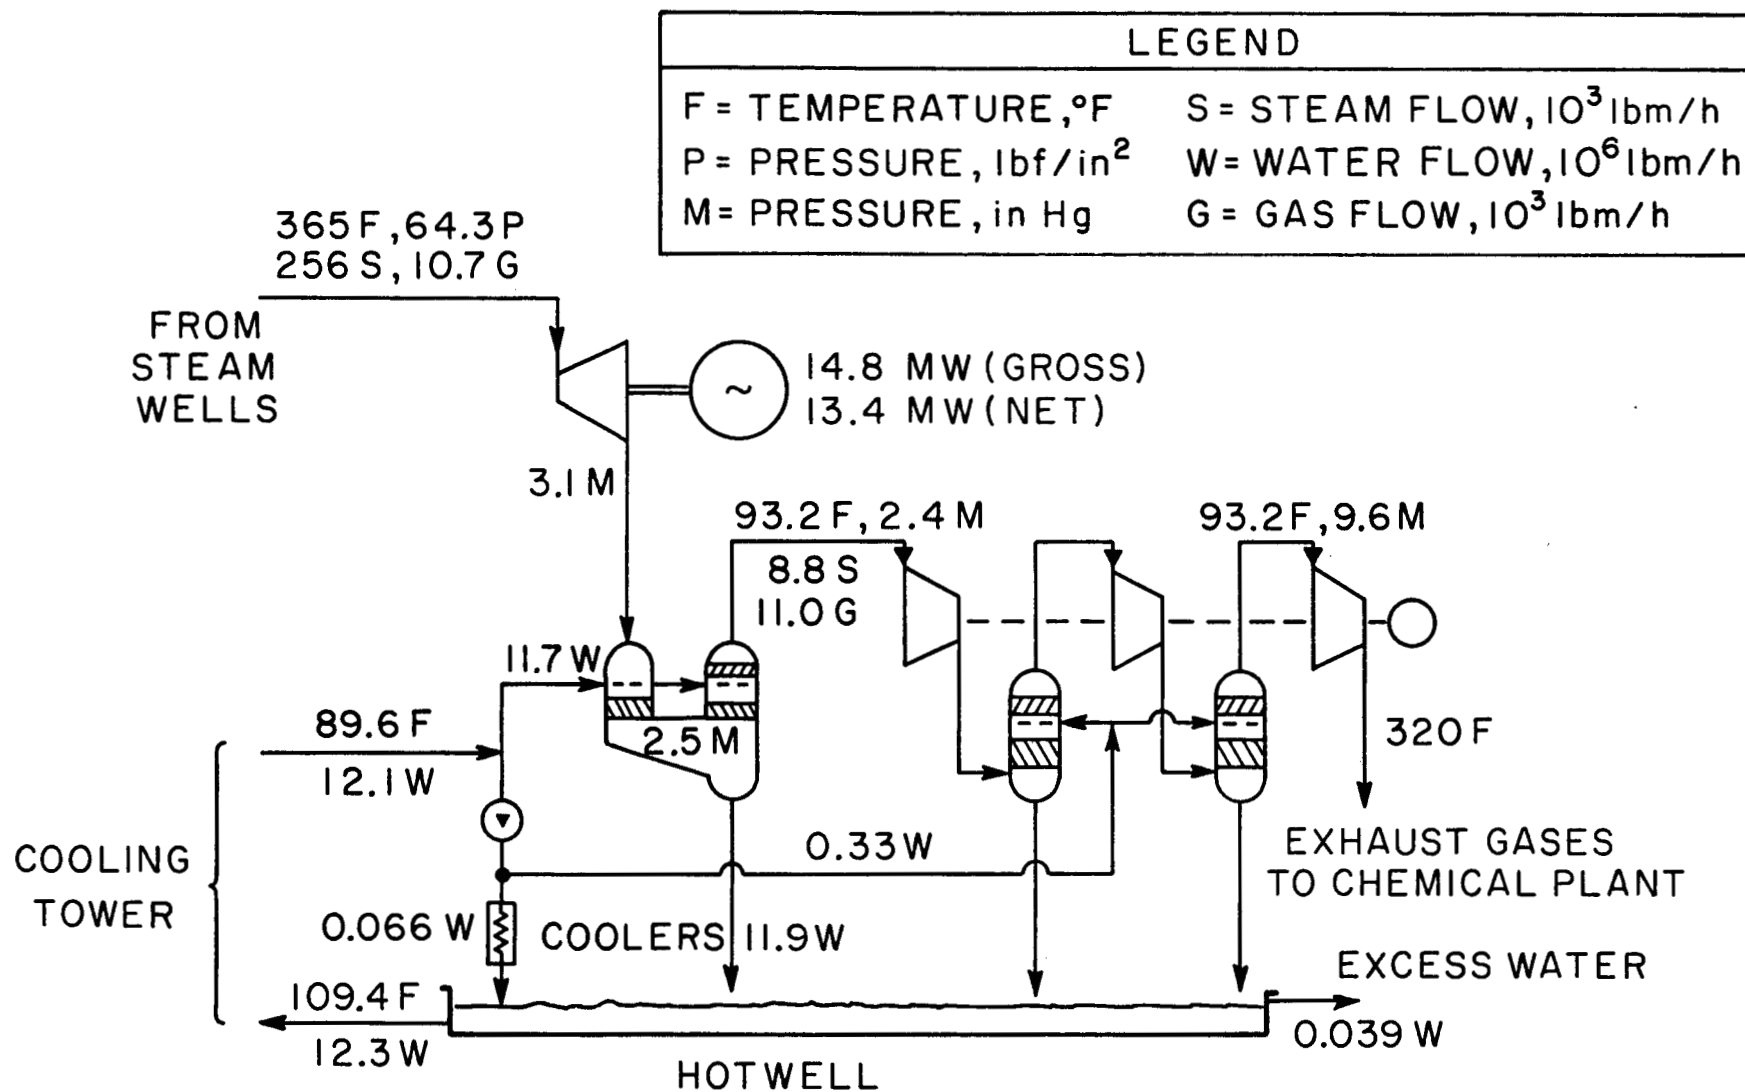 LEGEND
F = TEMPERATURE, °F S = STEAM FLOW, 10³ lbm/h
P = PRESSURE, lbf/in² W = WATER FLOW, 10⁶ lbm/h
M = PRESSURE, in Hg G = GAS FLOW, 10³ lbm/h
365 F, 64.3 P
256 S, 10.7 G
FROM
STEAM
WELLS
~
14.8 MW (GROSS)
13.4 MW (NET)
3.1 M
93.2 F, 2.4 M
8.8 S
11.0 G
93.2 F, 9.6 M
11.7 W
2.5 M
89.6 F
12.1 W
320 F
COOLING
TOWER
0.33 W
EXHAUST GASES
TO CHEMICAL PLANT
0.066 W
COOLERS
11.9 W
EXCESS WATER
0.039 W
109.4 F
12.3 W
HOTWELL